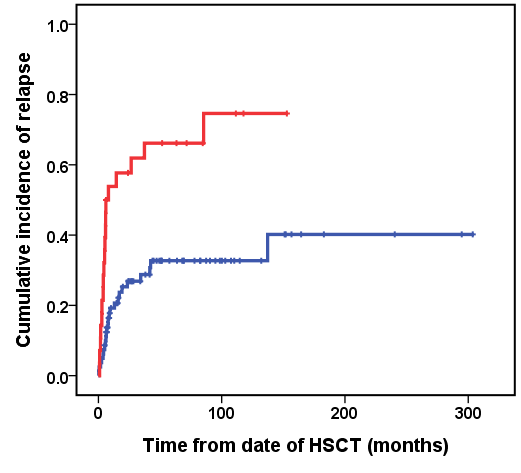 1.0
0.8
0.6
0.4
0.2
0.0
Cumulative incidence of relapse
0 100 200 300
Time from date of HSCT (months)